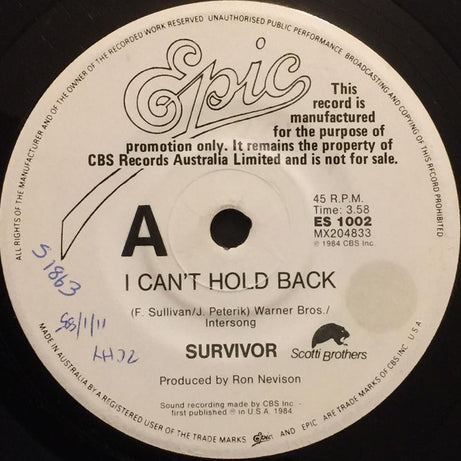 ALL RIGHTS OF THE MANUFACTURER AND OF THE OWNER OF THE RECORDED WORK RESERVED UNAUTHORISED PUBLIC PERFORMANCE BROADCASTING AND COPYING OF THIS RECORD PROHIBITED
Epic
This
record is
manufactured
for the purpose of
promotion only. It remains the property of
CBS Records Australia Limited and is not for sale.
A
45 R.P.M.
Time: 3.58
ES 1002
MX204833
℗ 1984 CBS Inc.
S1863
I CAN'T HOLD BACK
(F. Sullivan/J. Peterik) Warner Bros./
Intersong
SURVIVOR
Scotti Brothers
Produced by Ron Nevison
Sound recording made by CBS Inc -
first published ℗ in U.S.A. 1984
MADE IN AUSTRALIA BY A REGISTERED USER OF THE TRADE MARKS Epic AND EPIC ARE TRADE MARKS OF CBS INC U.S.A